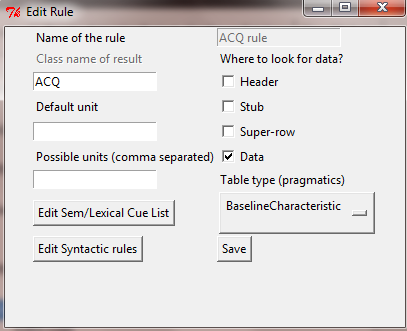 Edit Rule
Name of the rule
ACQ rule
Class name of result
Where to look for data?
ACQ
Header
Default unit
Stub
Super-row
Possible units (comma separated)
Data
Table type (pragmatics)
Edit Sem/Lexical Cue List
BaselineCharacteristic
Edit Syntactic rules
Save